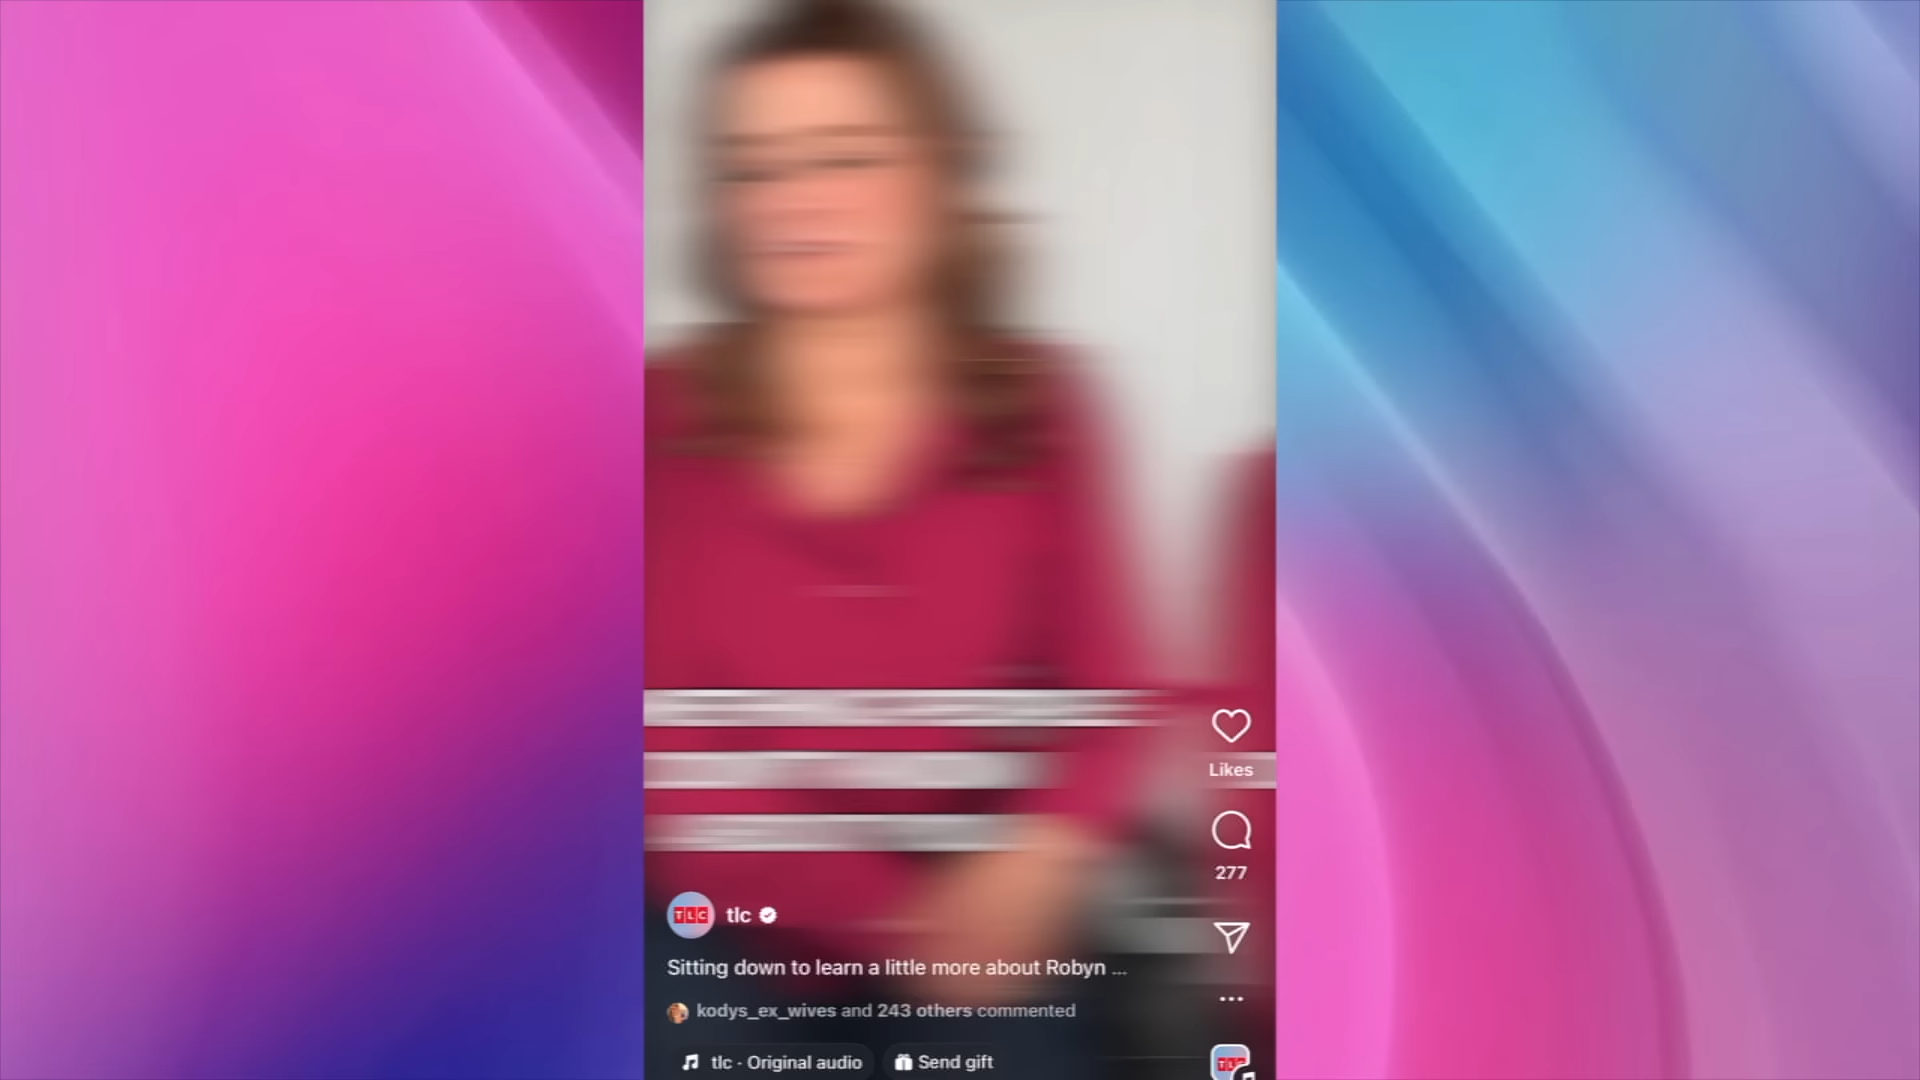 Likes
277
TLC tlc
Sitting down to learn a little more about Robyn ...
kodys_ex_wives and 243 others commented
tlc · Original audio
Send gift
TLC